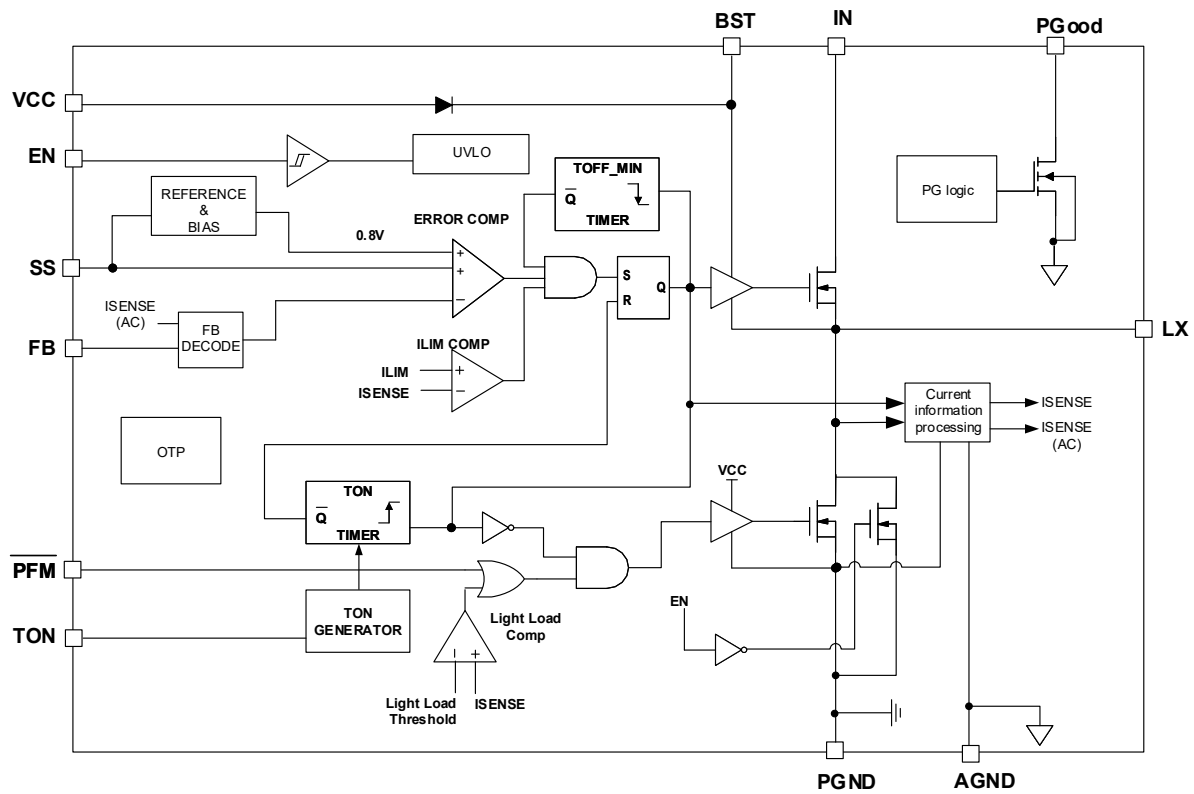 BST
IN
PGood
VCC
EN
UVLO
TOFF_MIN
Q
TIMER
PG logic
REFERENCE
&
BIAS
ERROR COMP
0.8V
+
+
–
SS
S
R
Q
ISENSE
(AC)
FB
DECODE
FB
LX
ILIM COMP
ILIM
+
ISENSE
–
Current
information
processing
ISENSE
ISENSE
(AC)
OTP
VCC
TON
Q
TIMER
PFM
TON
TON
GENERATOR
Light Load
Comp
– +
EN
Light Load
Threshold
ISENSE
PGND
AGND